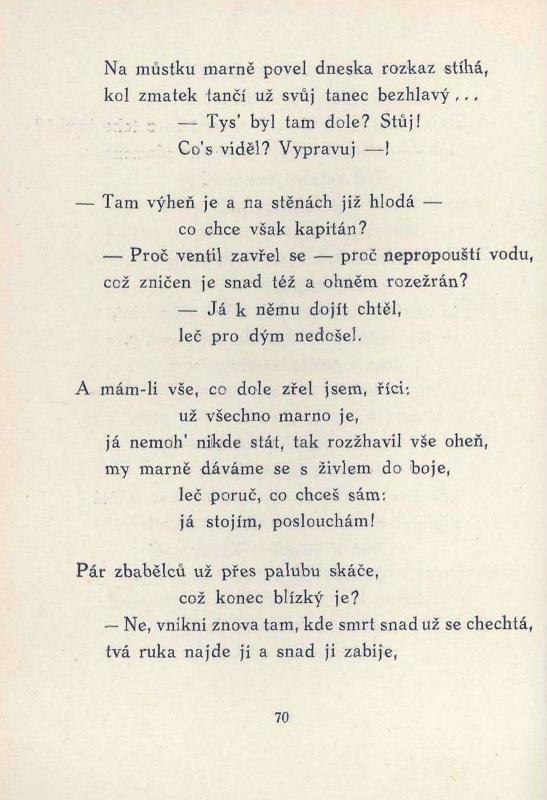 Na můstku marně povel dneska rozkaz stíhá,
kol zmatek tančí už svůj tanec bezhlavý...
— Tys' byl tam dole? Stůj!
Co's viděl? Vypravuj —!
— Tam výheň je a na stěnách již hlodá —
co chce však kapitán?
— Proč ventil zavřel se — proč nepropouští vodu,
což zničen je snad též a ohněm rozežrán?
— Já k němu dojít chtěl,
leč pro dým nedošel.
A mám-li vše, co dole zřel jsem, říci:
už všechno marno je,
já nemoh' nikde stát, tak rozžhavil vše oheň,
my marně dáváme se s živlem do boje,
leč poruč, co chceš sám:
já stojím, poslouchám!
Pár zbabělců už přes palubu skáče,
což konec blízký je?
— Ne, vnikni znova tam, kde smrt snad už se chechtá,
tvá ruka najde ji a snad ji zabije,
70